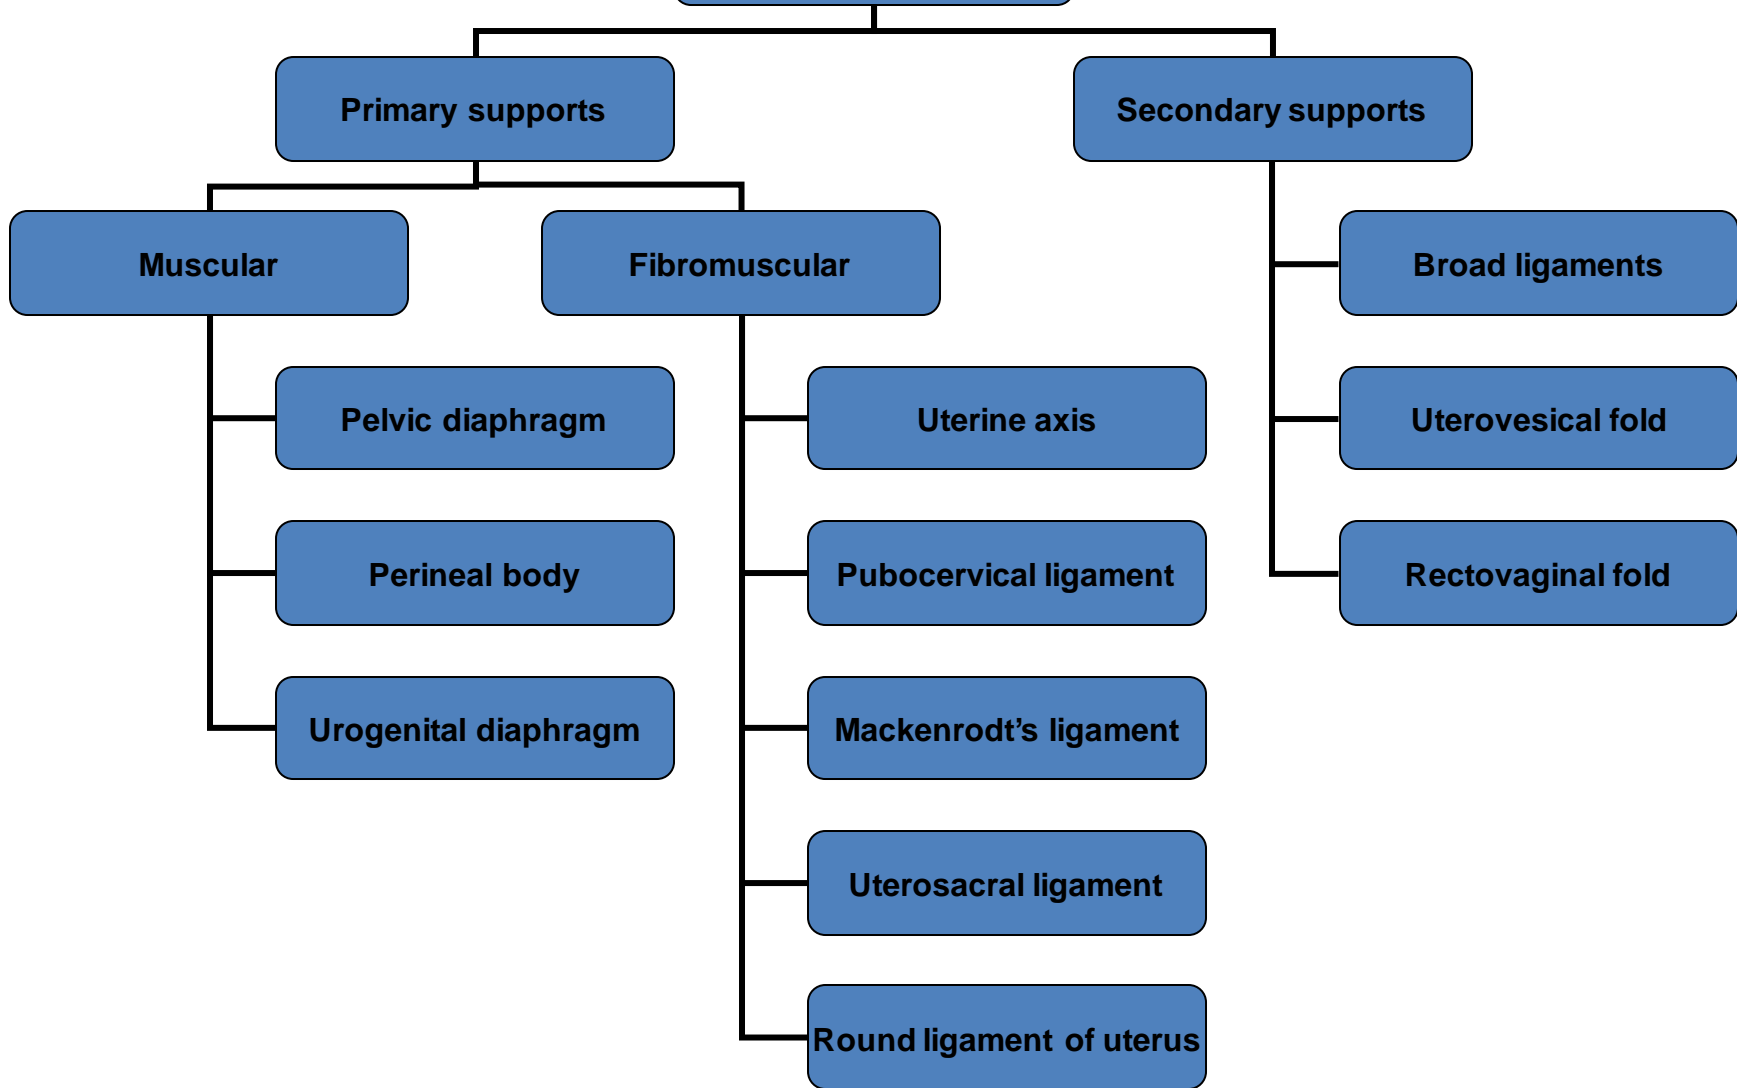 Primary supports
Secondary supports
Muscular
Fibromuscular
Broad ligaments
Pelvic diaphragm
Uterine axis
Uterovesical fold
Perineal body
Pubocervical ligament
Rectovaginal fold
Urogenital diaphragm
Mackenrodt’s ligament
Uterosacral ligament
Round ligament of uterus